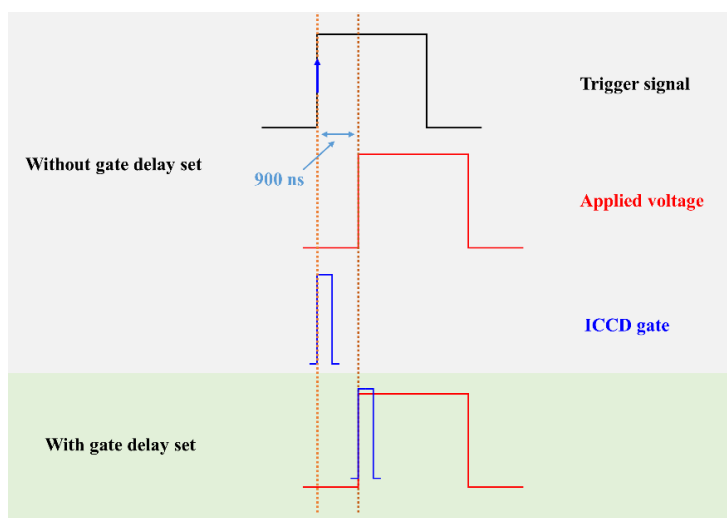 Trigger signal
Without gate delay set
900 ns
Applied voltage
ICCD gate
With gate delay set